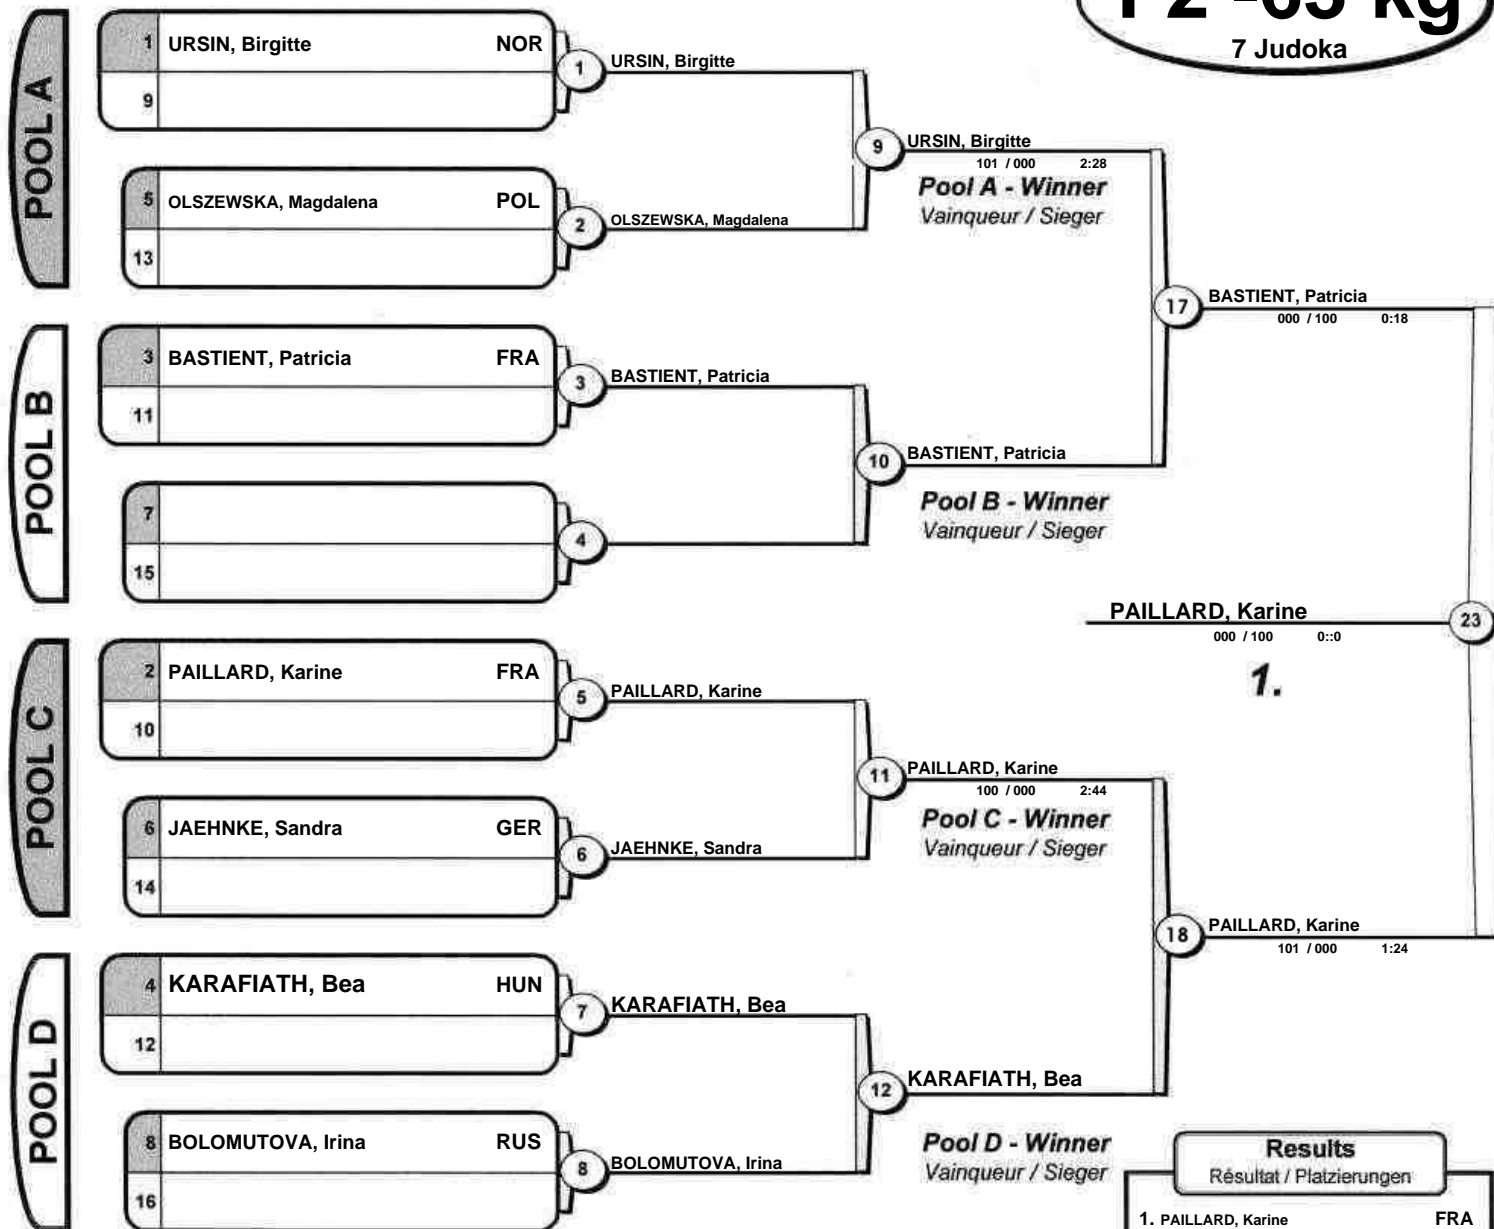 F2 -63 kg
7 Judoka
POOL A
1 URSIN, Birgitte NOR
9
1 URSIN, Birgitte
5 OLSZEWSKA, Magdalena POL
13
2 OLSZEWSKA, Magdalena
9 URSIN, Birgitte
101 / 000 2:28
Pool A - Winner
Vainqueur / Sieger
POOL B
3 BASTIENT, Patricia FRA
11
3 BASTIENT, Patricia
7
15
4
10 BASTIENT, Patricia
Pool B - Winner
Vainqueur / Sieger
17 BASTIENT, Patricia
000 / 100 0:18
PAILLARD, Karine 23
000 / 100 0::0
1.
POOL C
2 PAILLARD, Karine FRA
10
5 PAILLARD, Karine
6 JAEHNKE, Sandra GER
14
6 JAEHNKE, Sandra
11 PAILLARD, Karine
100 / 000 2:44
Pool C - Winner
Vainqueur / Sieger
18 PAILLARD, Karine
101 / 000 1:24
POOL D
4 KARAFIATH, Bea HUN
12
7 KARAFIATH, Bea
8 BOLOMUTOVA, Irina RUS
16
8 BOLOMUTOVA, Irina
12 KARAFIATH, Bea
Pool D - Winner
Vainqueur / Sieger
Results
Résultat / Platzierungen
1. PAILLARD, Karine FRA